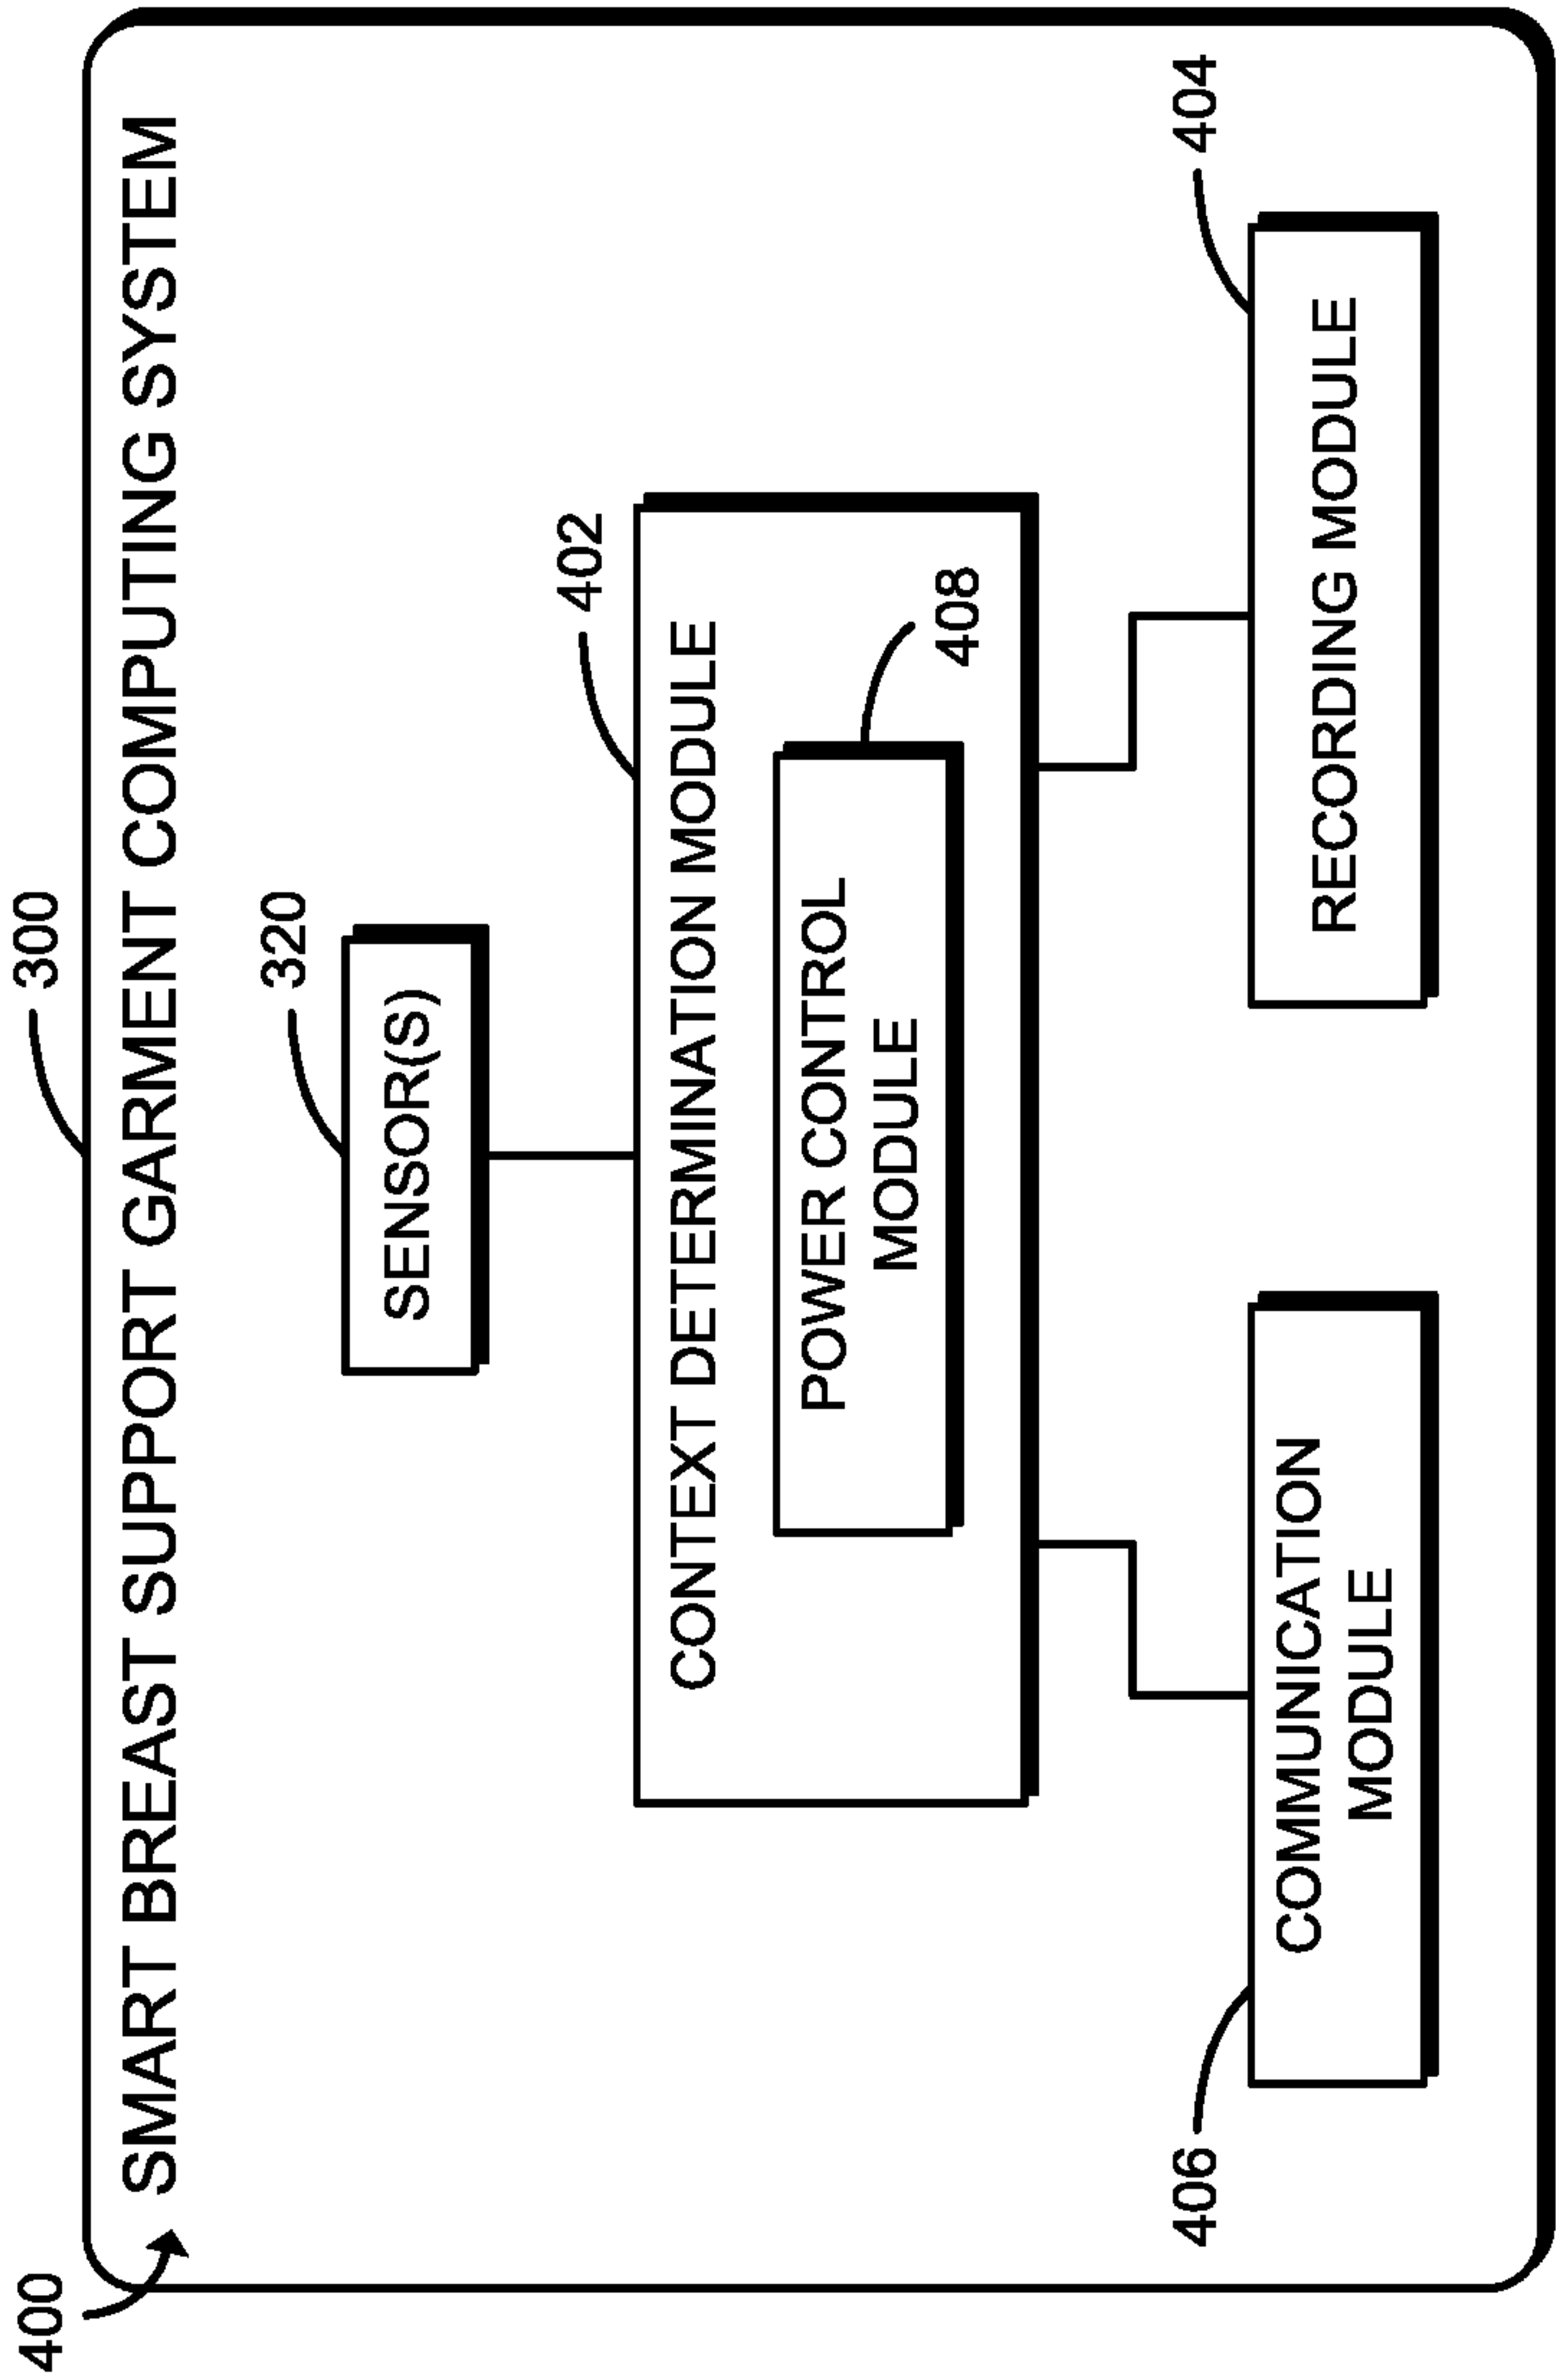 400
300
SMART BREAST SUPPORT GARMENT COMPUTING SYSTEM
320
SENSOR(S)
402
CONTEXT DETERMINATION MODULE
POWER CONTROL
MODULE
408
406
COMMUNICATION
MODULE
404
RECORDING MODULE